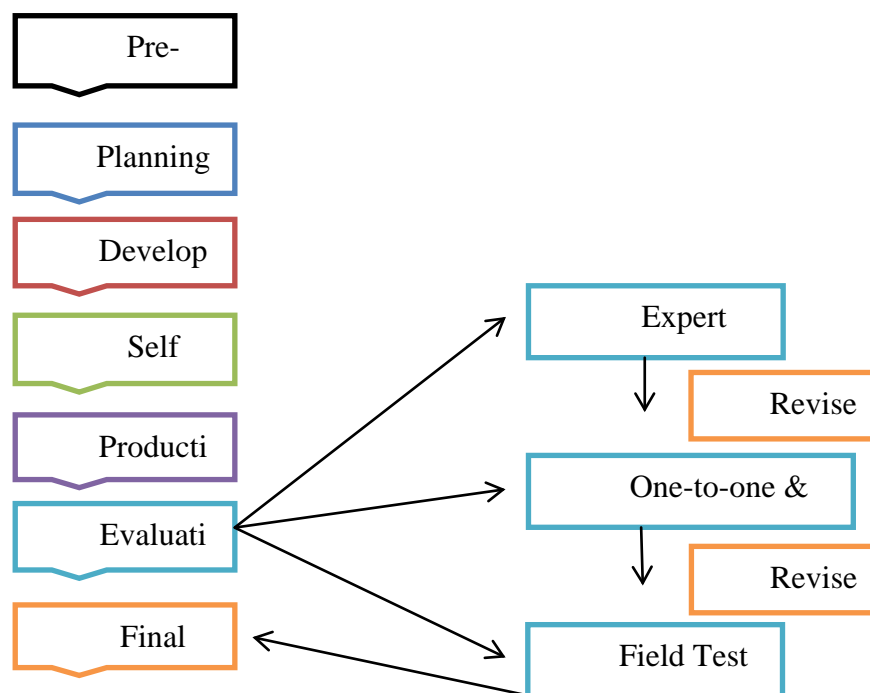 Pre-
Planning
Develop
Self
Producti
Evaluati
Final
Expert
Revise
One-to-one &
Revise
Field Test